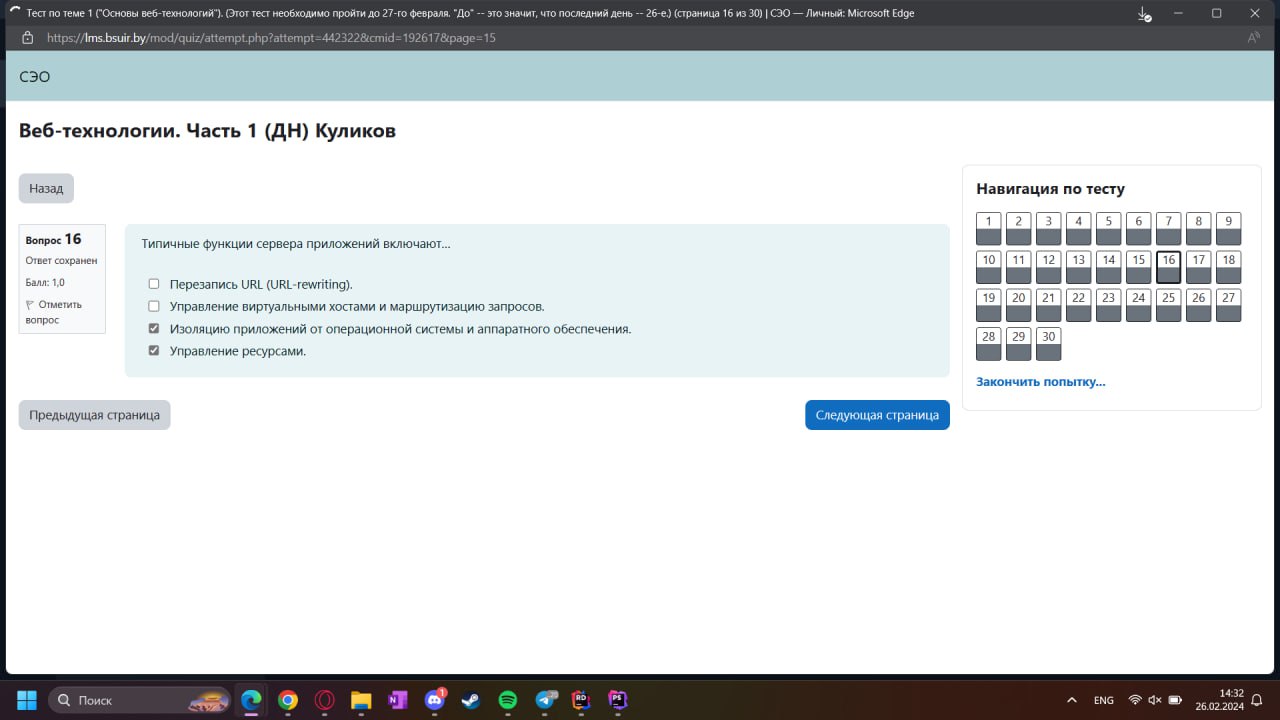 Тест по теме 1 ("Основы веб-технологий"). (Этот тест необходимо пройти до 27-го февраля. "До" -- это значит, что последний день -- 26-е.) (страница 16 из 30) | СЭО — Личный: Microsoft Edge
https://lms.bsuir.by/mod/quiz/attempt.php?attempt=442322&cmid=192617&page=15
СЭО
Веб-технологии. Часть 1 (ДН) Куликов
Назад
Вопрос 16
Ответ сохранен
Балл: 1,0
Отметить
вопрос
Типичные функции сервера приложений включают...
Перезапись URL (URL-rewriting).
Управление виртуальными хостами и маршрутизацию запросов.
Изоляцию приложений от операционной системы и аппаратного обеспечения.
Управление ресурсами.
Предыдущая страница
Следующая страница
Навигация по тесту
1 2 3 4 5 6 7 8 9
10 11 12 13 14 15 16 17 18
19 20 21 22 23 24 25 26 27
28 29 30
Закончить попытку...
Поиск
1
RD
PS
ENG
14:32
26.02.2024